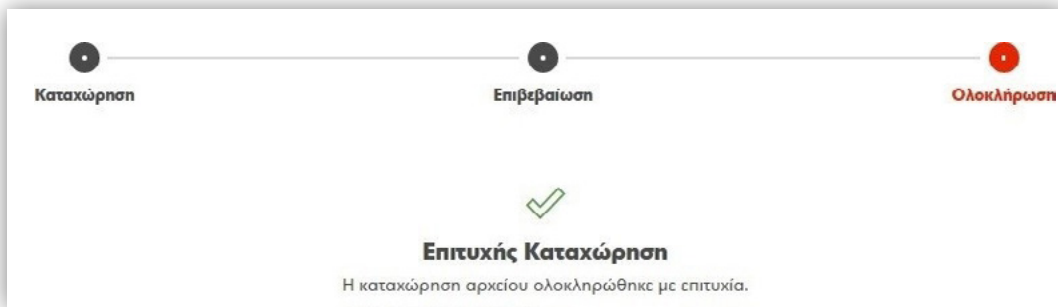 Καταχώρηση Επιβεβαίωση Ολοκλήρωση
Επιτυχής Καταχώρηση
Η καταχώρηση αρχείου ολοκληρώθηκε με επιτυχία.